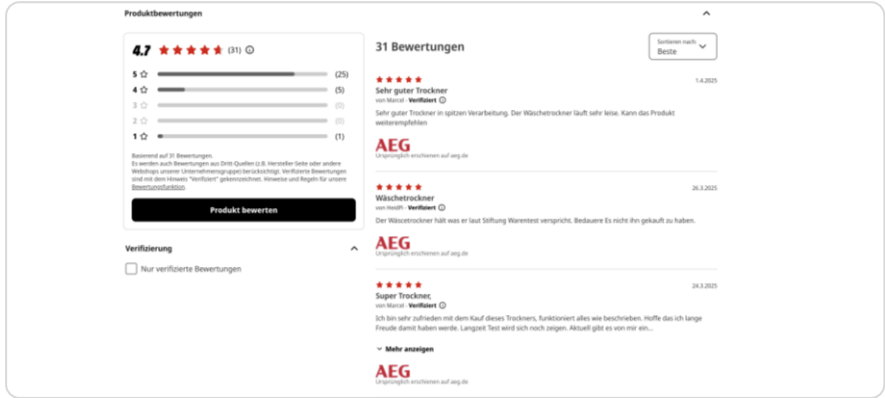 Produktbewertungen
4.7 (31)
5 (25)
4 (5)
3 (0)
2 (0)
1 (1)
Basierend auf 31 Bewertungen.
Es werden auch Bewertungen aus Dritt-Quellen (z.B. Hersteller-Seite oder andere
Webshops unserer Unternehmensgruppe) berücksichtigt. Verifizierte Bewertungen
sind mit dem Hinweis "Verifiziert" gekennzeichnet. Hinweise und Regeln für unsere
Bewertungsfunktion.
Produkt bewerten
Verifizierung
Nur verifizierte Bewertungen
31 Bewertungen
Sortieren nach:
Beste
1.4.2025
Sehr guter Trockner
von Marcel - Verifiziert
Sehr guter Trockner in spitzen Verarbeitung. Der Wäschetrockner läuft sehr leise. Kann das Produkt
weiterempfehlen
AEG
Ursprünglich erschienen auf aeg.de
26.3.2025
Wäschetrockner
von HeidiPi - Verifiziert
Der Wäscetrockner hält was er laut Stiftung Warentest verspricht. Bedauere Es nicht ihn gekauft zu haben.
AEG
Ursprünglich erschienen auf aeg.de
24.3.2025
Super Trockner,
von Marcel - Verifiziert
Ich bin sehr zufrieden mit dem Kauf dieses Trockners, funktioniert alles wie beschrieben. Hoffe das ich lange
Freude damit haben werde. Langzeit Test wird sich noch zeigen. Aktuell gibt es von mir ein...
Mehr anzeigen
AEG
Ursprünglich erschienen auf aeg.de